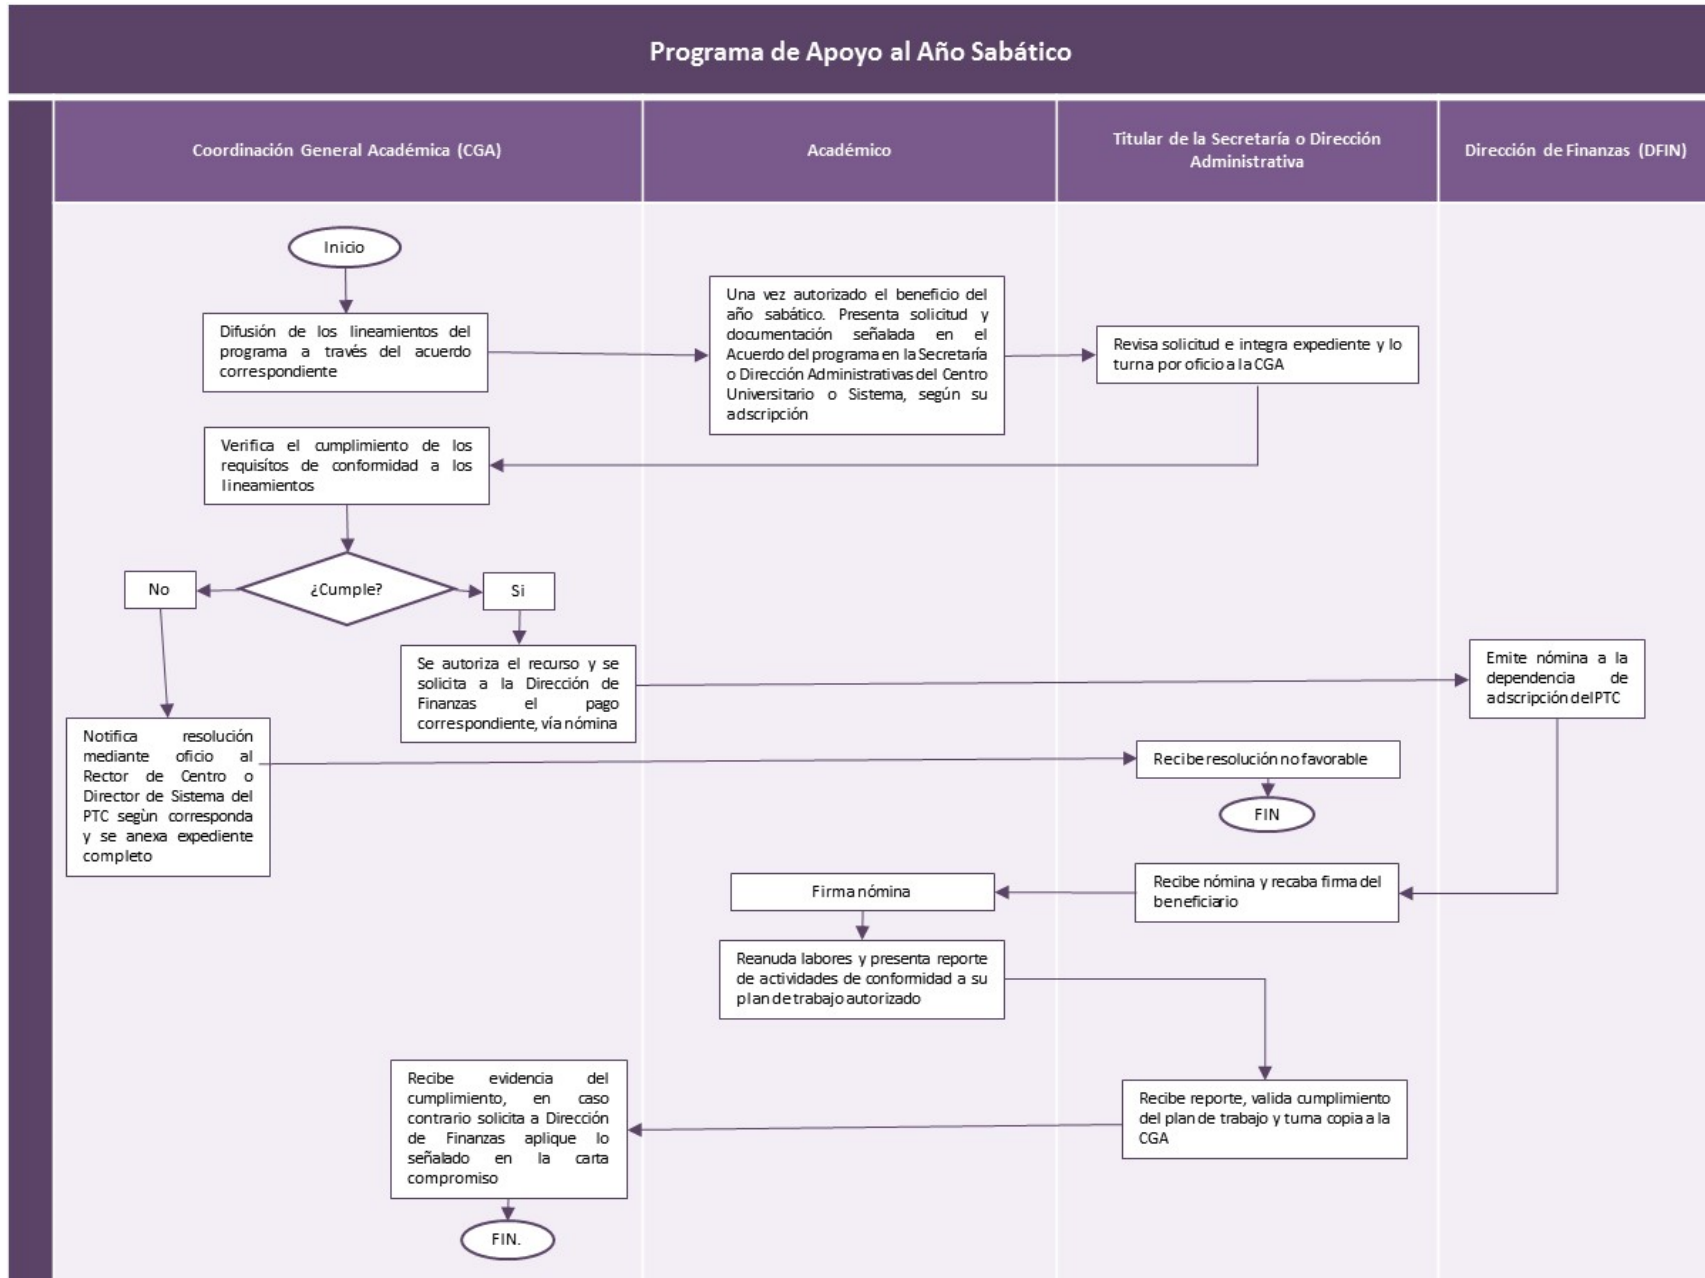 Programa de Apoyo al Año Sabático
Coordinación General Académica (CGA)
Académico
Titular de la Secretaría o Dirección
Administrativa
Dirección de Finanzas (DFIN)
Inicio
Difusión de los lineamientos del
programa a través del acuerdo
correspondiente
Una vez autorizado el beneficio del
año sabático. Presenta solicitud y
documentación señalada en el
Acuerdo del programa en la Secretaría
o Dirección Administrativas del Centro
Universitario o Sistema, según su
adscripción
Revisa solicitud e integra expediente y lo
turna por oficio a la CGA
Verifica el cumplimiento de los
requisítos de conformidad a los
lineamientos
¿Cumple?
No
Si
Se autoriza el recurso y se
solicita a la Dirección de
Finanzas el pago
correspondiente, vía nómina
Emite nómina a la
dependencia de
adscripción del PTC
Notifica resolución
mediante oficio al
Rector de Centro o
Director de Sistema del
PTC segùn corresponda
y se anexa expediente
completo
Recibe resolución no favorable
FIN
Recibe nómina y recaba firma del
beneficiario
Firma nómina
Reanuda labores y presenta reporte
de actividades de conformidad a su
plan de trabajo autorizado
Recibe reporte, valida cumplimiento
del plan de trabajo y turna copia a la
CGA
Recibe evidencia del
cumplimiento, en caso
contrario solicita a Dirección
de Finanzas aplique lo
señalado en la carta
compromiso
FIN.